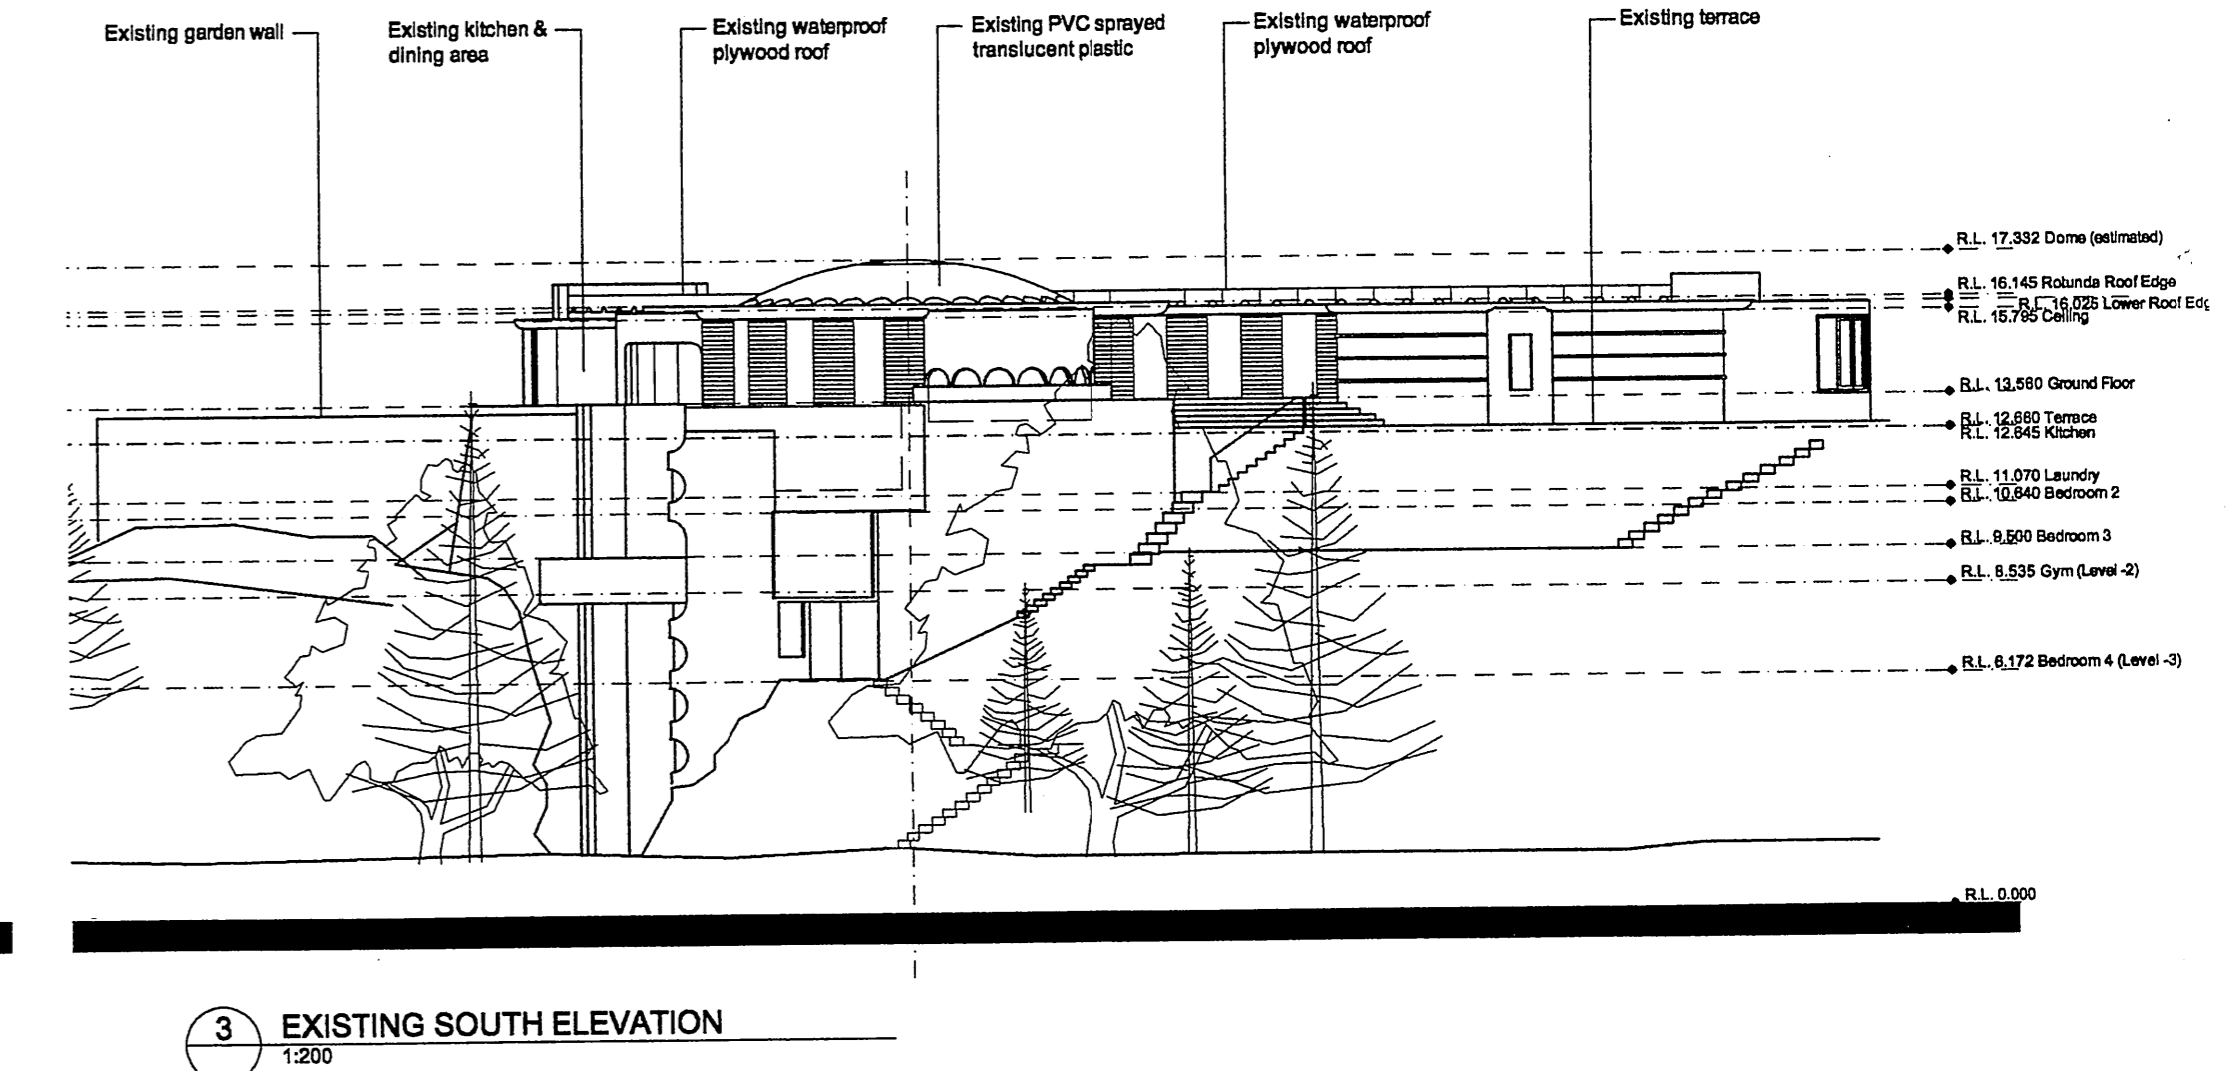 Existing garden wall
Existing kitchen &
dining area
Existing waterproof
plywood roof
Existing PVC sprayed
translucent plastic
Existing waterproof
plywood roof
Existing terrace
R.L. 17.332 Dome (estimated)
R.L. 16.145 Rotunda Roof Edge
R.L. 16.025 Lower Roof Edg
R.L. 15.795 Ceiling
R.L. 13.560 Ground Floor
R.L. 12.660 Terrace
R.L. 12.645 Kitchen
R.L. 11.070 Laundry
R.L. 10.640 Bedroom 2
R.L. 9.500 Bedroom 3
R.L. 8.535 Gym (Level -2)
R.L. 6.172 Bedroom 4 (Level -3)
R.L. 0.000
3 EXISTING SOUTH ELEVATION
1:200